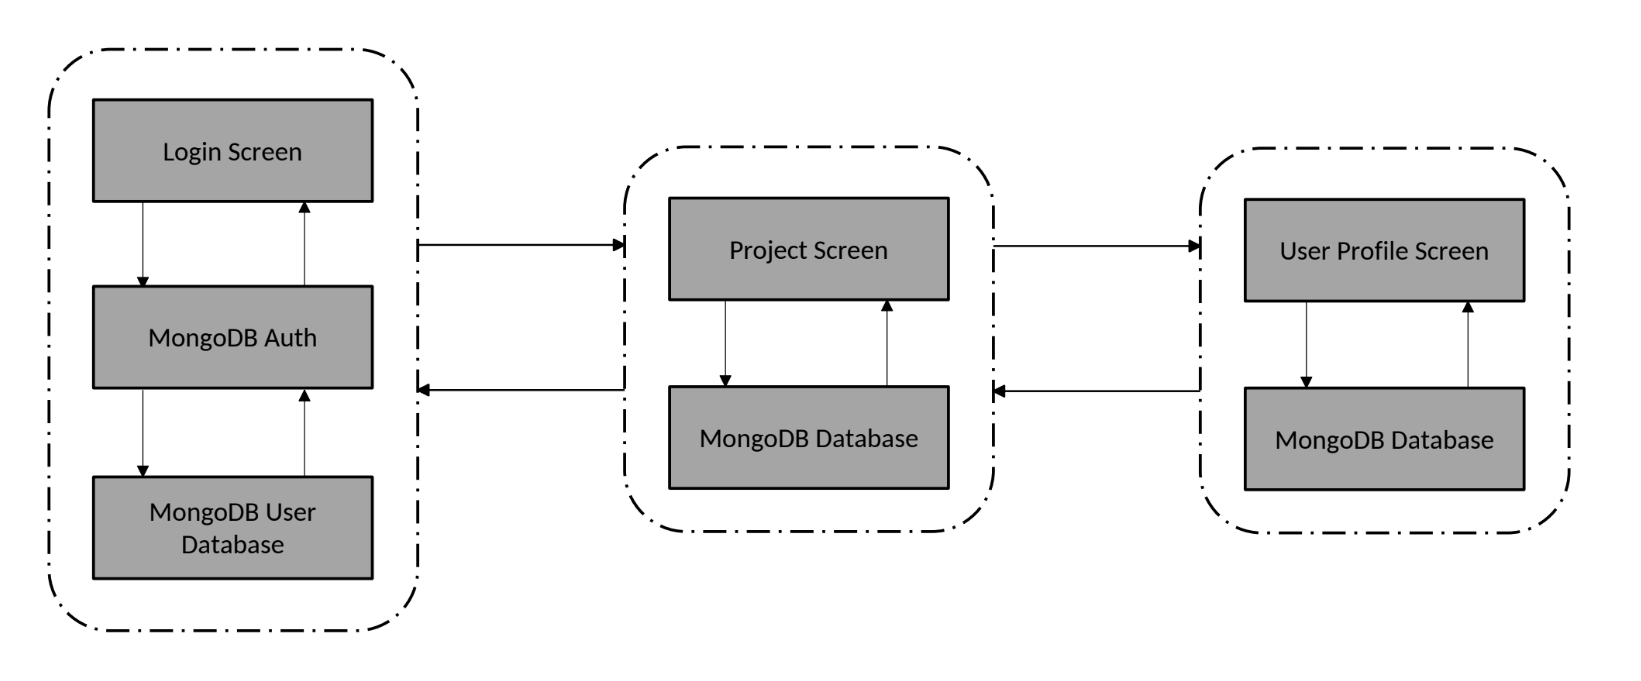 Login Screen
MongoDB Auth
MongoDB User
Database
Project Screen
MongoDB Database
User Profile Screen
MongoDB Database